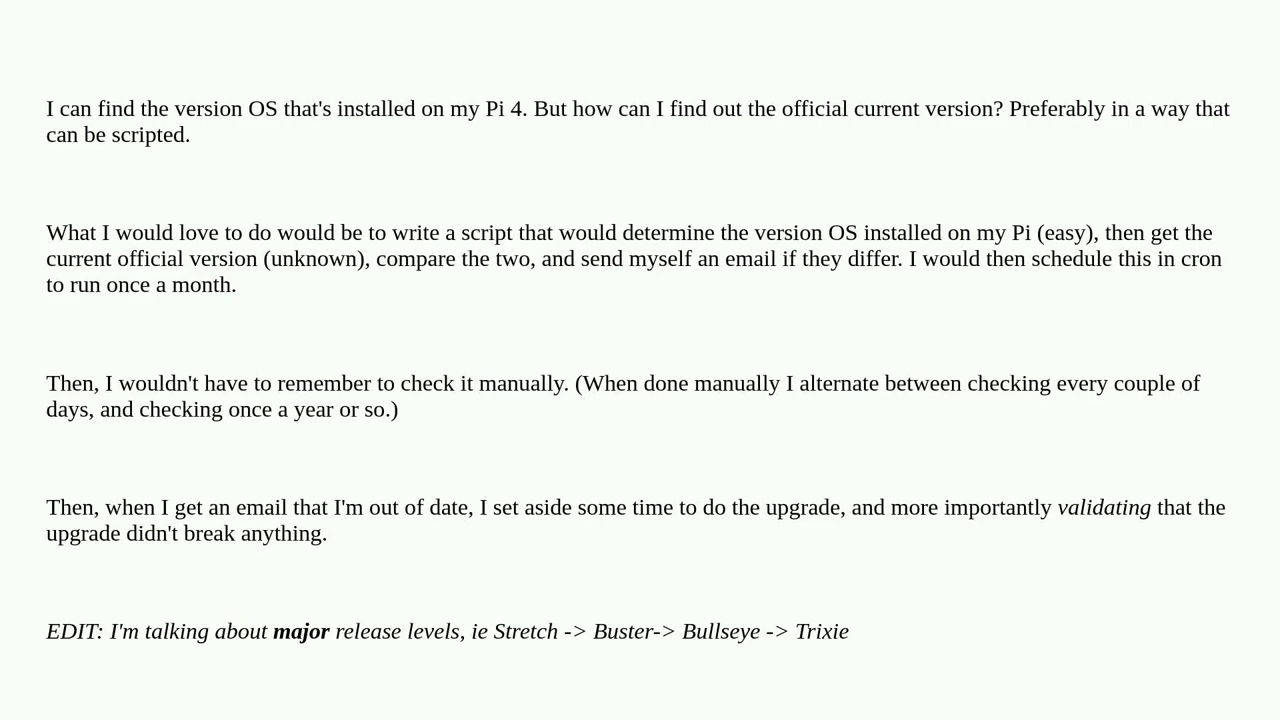 I can find the version OS that's installed on my Pi 4. But how can I find out the official current version? Preferably in a way that
can be scripted.
What I would love to do would be to write a script that would determine the version OS installed on my Pi (easy), then get the
current official version (unknown), compare the two, and send myself an email if they differ. I would then schedule this in cron
to run once a month.
Then, I wouldn't have to remember to check it manually. (When done manually I alternate between checking every couple of
days, and checking once a year or so.)
Then, when I get an email that I'm out of date, I set aside some time to do the upgrade, and more importantly validating that the
upgrade didn't break anything.
EDIT: I'm talking about major release levels, ie Stretch -> Buster-> Bullseye -> Trixie